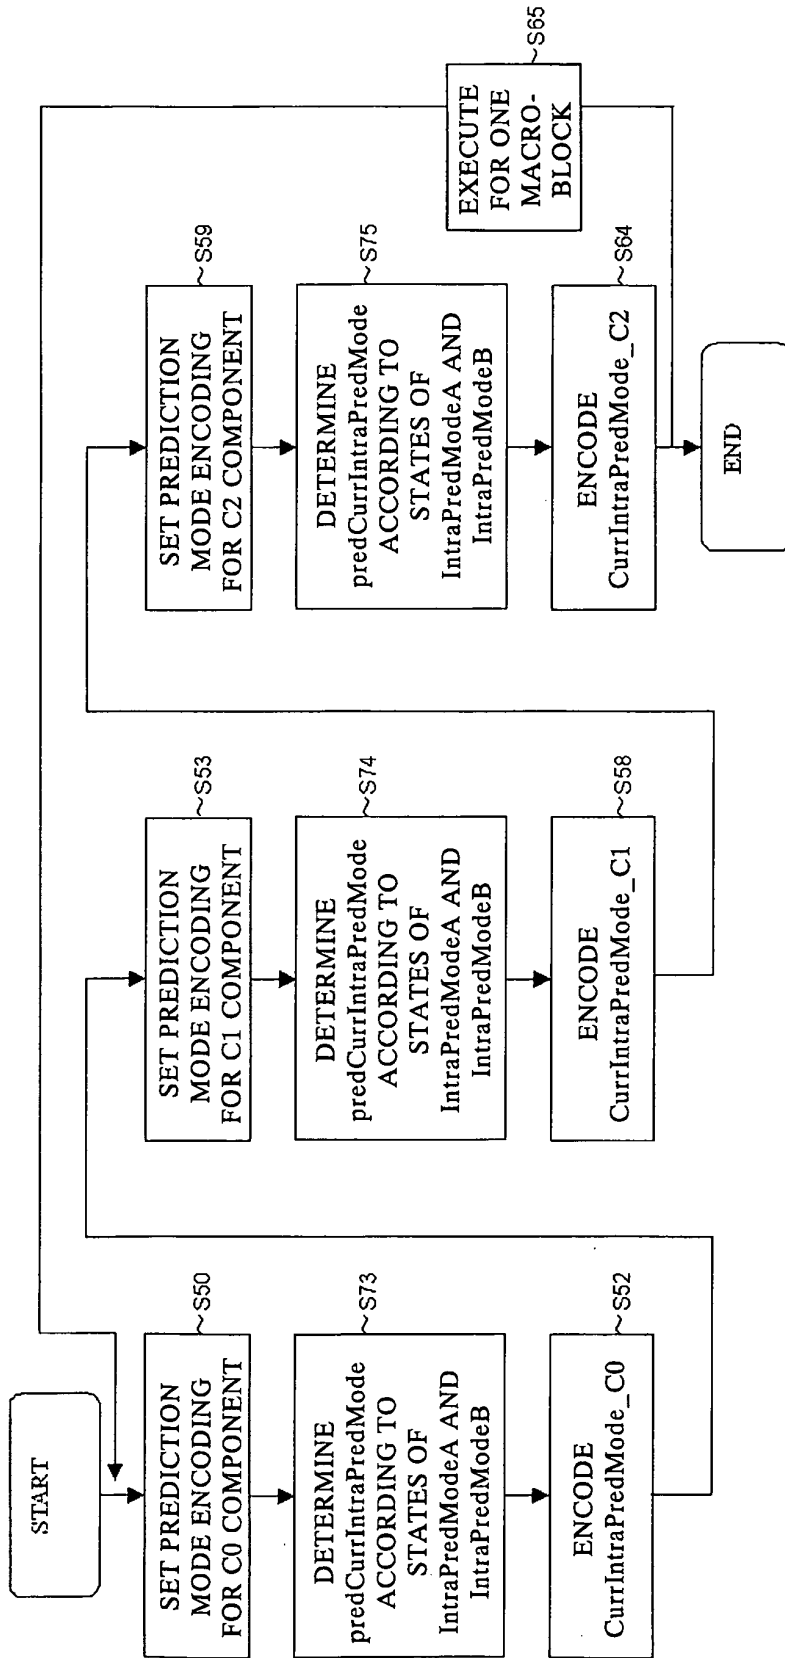 START
SET PREDICTION
MODE ENCODING
FOR C0 COMPONENT
~S50
DETERMINE
predCurrIntraPredMode
ACCORDING TO
STATES OF
IntraPredModeA AND
IntraPredModeB
~S73
ENCODE
CurrIntraPredMode_C0
~S52
SET PREDICTION
MODE ENCODING
FOR C1 COMPONENT
~S53
DETERMINE
predCurrIntraPredMode
ACCORDING TO
STATES OF
IntraPredModeA AND
IntraPredModeB
~S74
ENCODE
CurrIntraPredMode_C1
~S58
SET PREDICTION
MODE ENCODING
FOR C2 COMPONENT
~S59
DETERMINE
predCurrIntraPredMode
ACCORDING TO
STATES OF
IntraPredModeA AND
IntraPredModeB
~S75
ENCODE
CurrIntraPredMode_C2
~S64
EXECUTE
FOR ONE
MACRO-
BLOCK
~S65
END